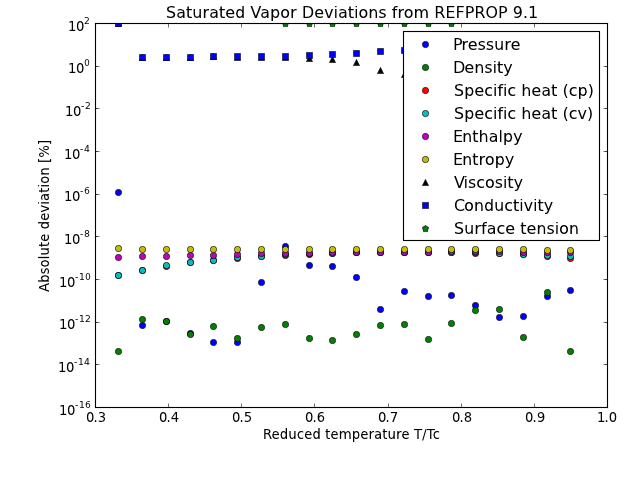 Saturated Vapor Deviations from REFPROP 9.1
Absolute deviation [%]
10^2
10^0
10^-2
10^-4
10^-6
10^-8
10^-10
10^-12
10^-14
10^-16
Pressure
Density
Specific heat (cp)
Specific heat (cv)
Enthalpy
Entropy
Viscosity
Conductivity
Surface tension
0.3 0.4 0.5 0.6 0.7 0.8 0.9 1.0
Reduced temperature T/Tc